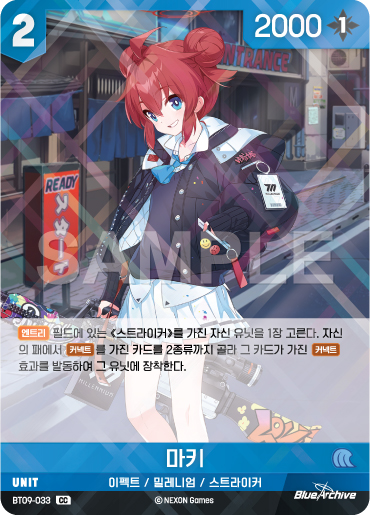 2
2000 1
ENTRANCE
READY
スタート
SAMPLE
엔트리 필드에 있는 《스트라이커》를 가진 자신 유닛을 1장 고른다. 자신
의 패에서 커넥트 를 가진 카드를 2종류까지 골라 그 카드가 가진 커넥트
효과를 발동하여 그 유닛에 장착한다.
마키
UNIT
이펙트 / 밀레니엄 / 스트라이커
BT09-033 CC
© NEXON Games
BlueArchive